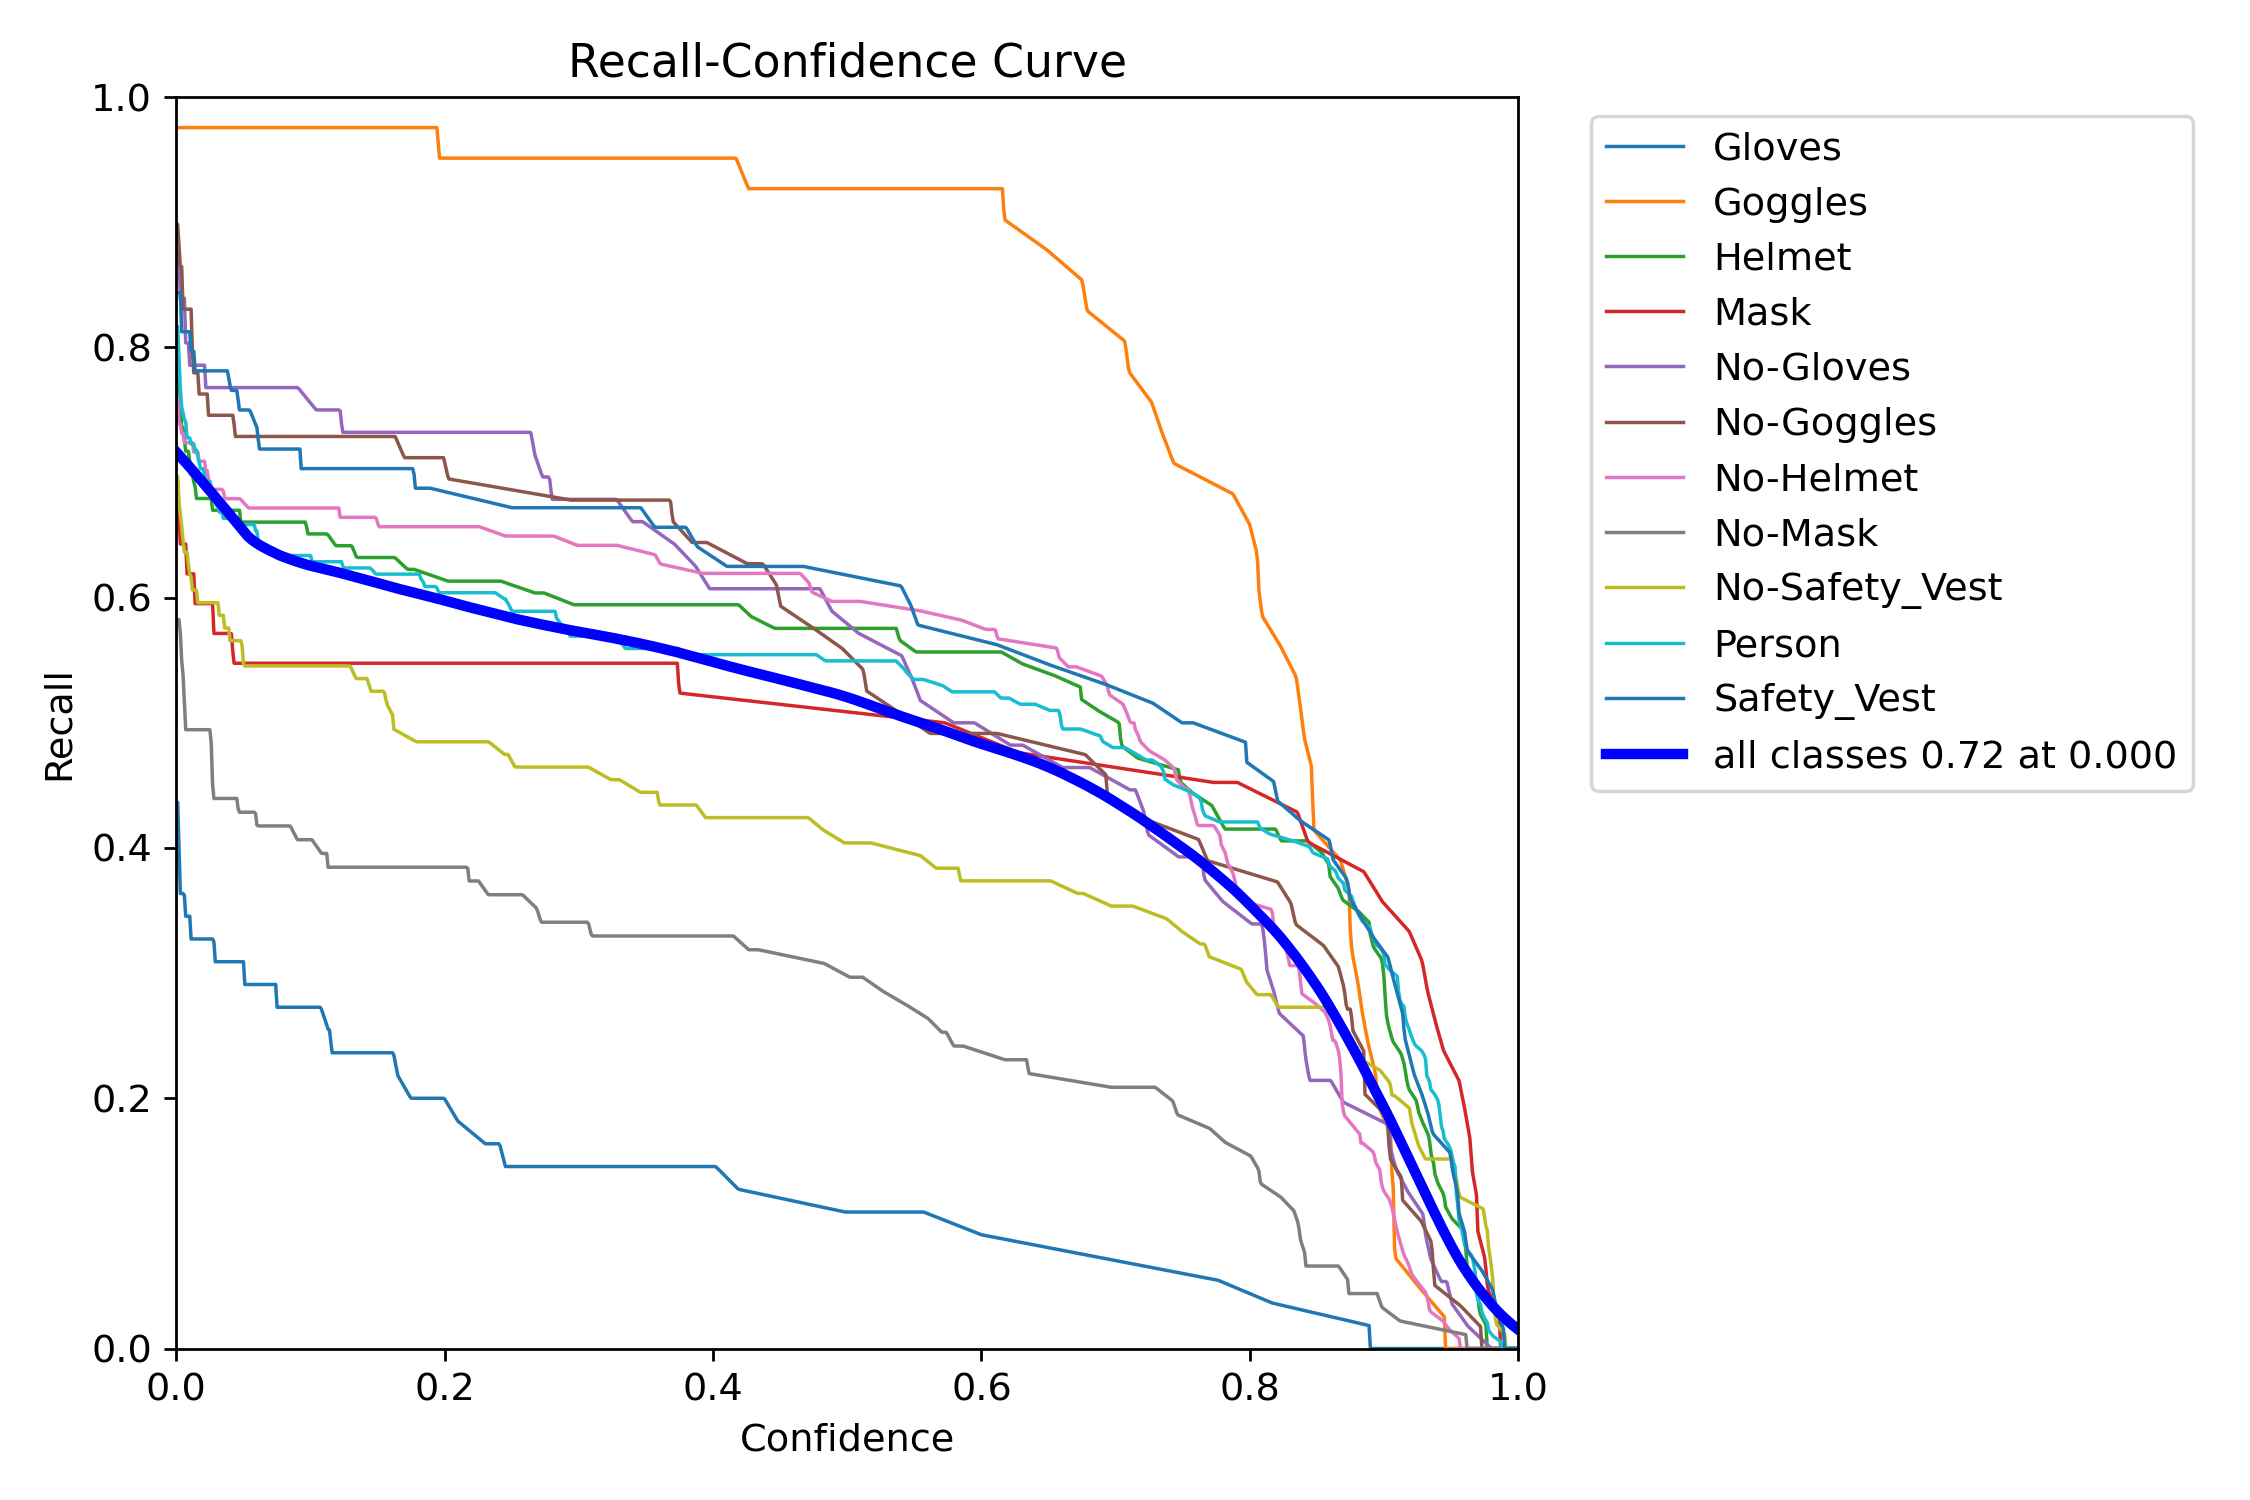 Recall-Confidence Curve
1.0
0.8
0.6
0.4
0.2
0.0
Recall
0.0 0.2 0.4 0.6 0.8 1.0
Confidence
Gloves
Goggles
Helmet
Mask
No-Gloves
No-Goggles
No-Helmet
No-Mask
No-Safety_Vest
Person
Safety_Vest
all classes 0.72 at 0.000